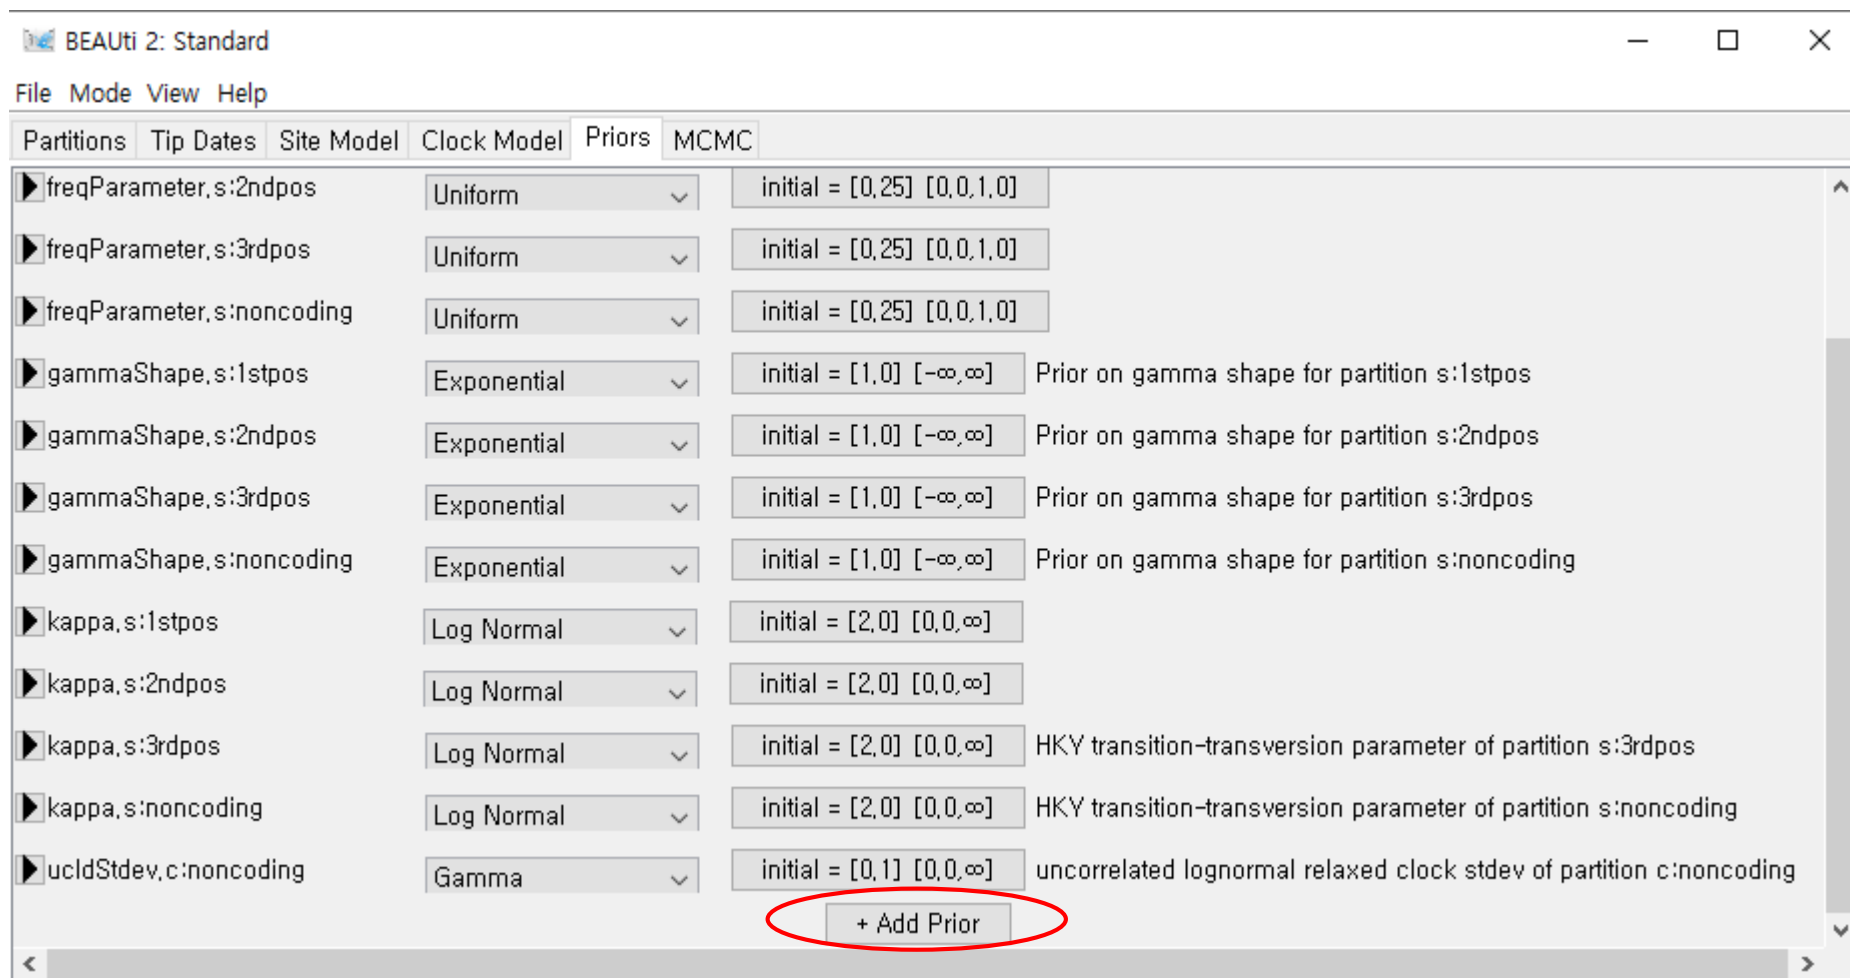 BEAUti 2: Standard
File Mode View Help
Partitions Tip Dates Site Model Clock Model Priors MCMC
freqParameter,s:2ndpos Uniform initial = [0,25] [0,0,1,0]
freqParameter,s:3rdpos Uniform initial = [0,25] [0,0,1,0]
freqParameter,s:noncoding Uniform initial = [0,25] [0,0,1,0]
gammaShape,s:1stpos Exponential initial = [1,0] [-∞,∞] Prior on gamma shape for partition s:1stpos
gammaShape,s:2ndpos Exponential initial = [1,0] [-∞,∞] Prior on gamma shape for partition s:2ndpos
gammaShape,s:3rdpos Exponential initial = [1,0] [-∞,∞] Prior on gamma shape for partition s:3rdpos
gammaShape,s:noncoding Exponential initial = [1,0] [-∞,∞] Prior on gamma shape for partition s:noncoding
kappa,s:1stpos Log Normal initial = [2,0] [0,0,∞]
kappa,s:2ndpos Log Normal initial = [2,0] [0,0,∞]
kappa,s:3rdpos Log Normal initial = [2,0] [0,0,∞] HKY transition-transversion parameter of partition s:3rdpos
kappa,s:noncoding Log Normal initial = [2,0] [0,0,∞] HKY transition-transversion parameter of partition s:noncoding
ucldStdev,c:noncoding Gamma initial = [0,1] [0,0,∞] uncorrelated lognormal relaxed clock stdev of partition c:noncoding
+ Add Prior